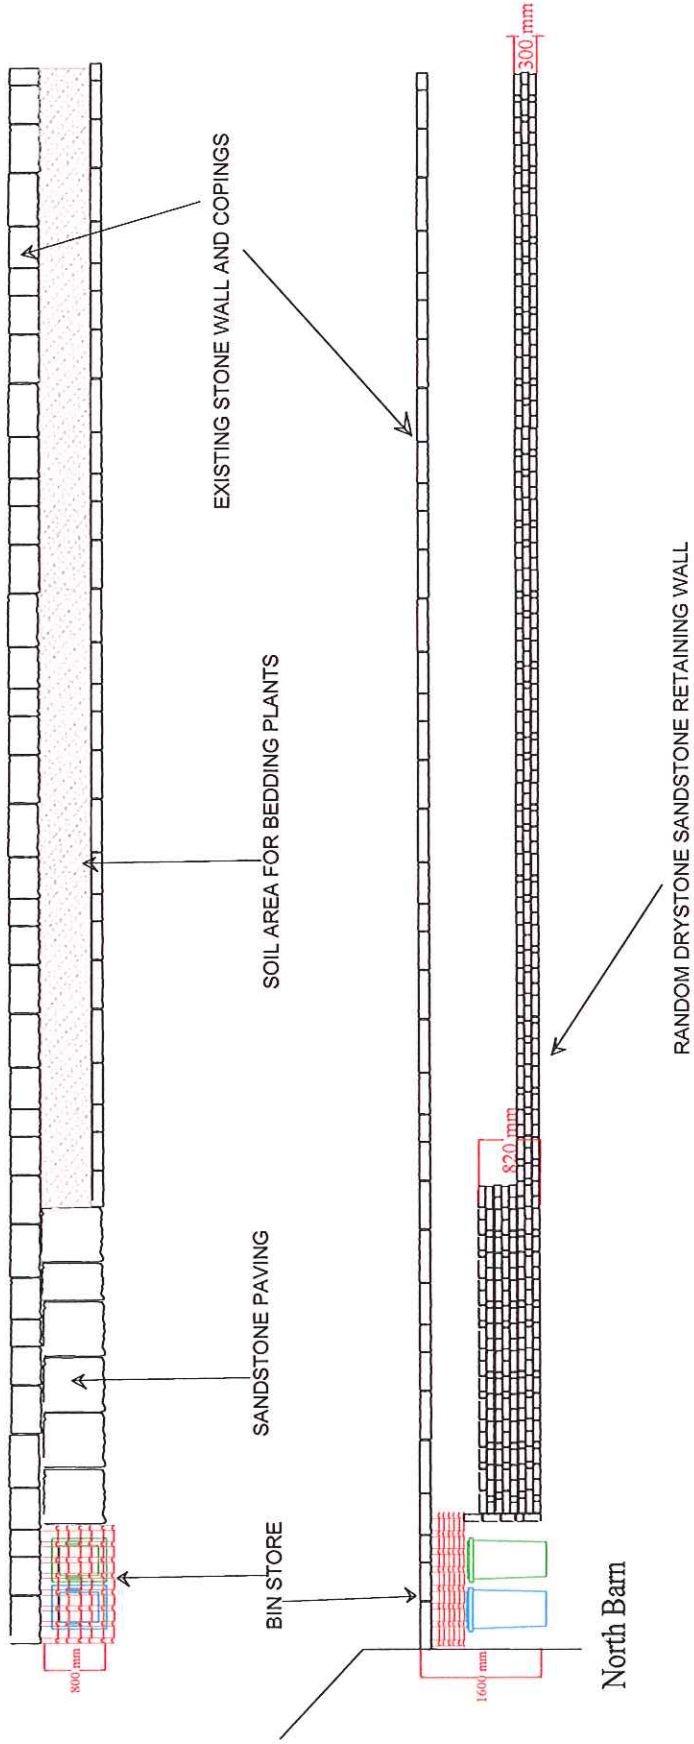 EXISTING STONE WALL AND COPINGS
SOIL AREA FOR BEDDING PLANTS
SANDSTONE PAVING
BIN STORE
800 mm
300 mm
820 mm
1600 mm
RANDOM DRYSTONE SANDSTONE RETAINING WALL
North Barn